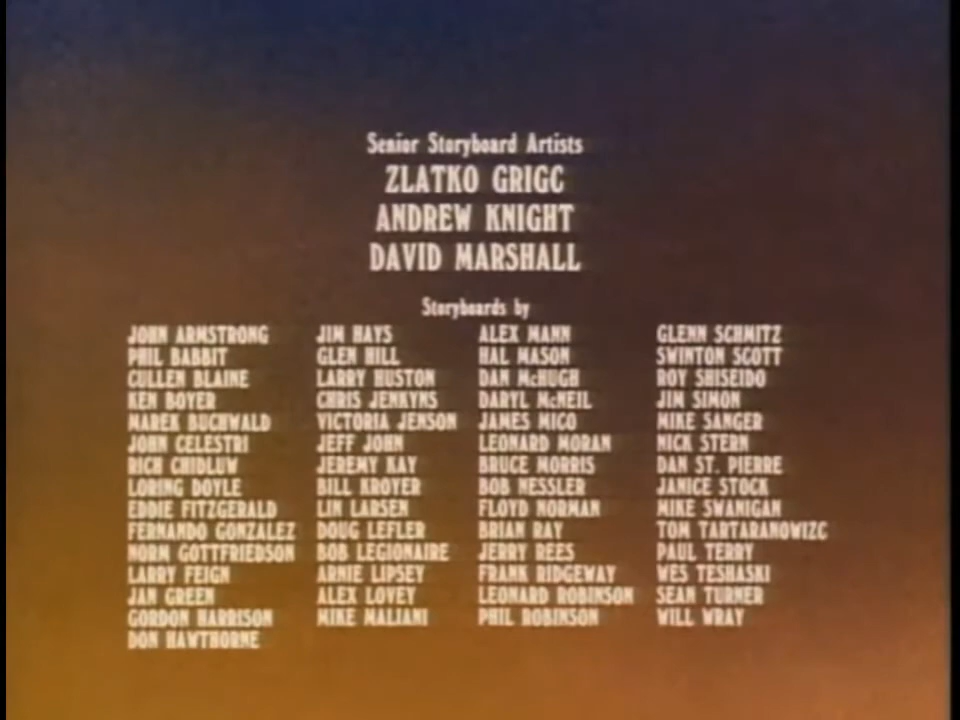 Senior Storyboard Artists
ZLATKO GRIGC
ANDREW KNIGHT
DAVID MARSHALL
Storyboards by
JOHN ARMSTRONG
PHIL BABBIT
CULLEN BLAINE
KEN BOYER
MAREK BUCHWALD
JOHN CELESTRI
RICH CHIDLUW
LORING DOYLE
EDDIE FITZGERALD
FERNANDO GONZALEZ
NORM GOTTFRIEDSON
LARRY FEIGN
JAN GREEN
GORDON HARRISON
DON HAWTHORNE
JIM HAYS
GLEN HILL
LARRY HUSTON
CHRIS JENKYNS
VICTORIA JENSON
JEFF JOHN
JEREMY KAY
BILL KROYER
LIN LARSEN
DOUG LEFLER
BOB LEGIONAIRE
ARNIE LIPSEY
ALEX LOVEY
MIKE MALIANI
ALEX MANN
HAL MASON
DAN McHUGH
DARYL McNEIL
JAMES MICO
LEONARD MORAN
BRUCE MORRIS
BOB NESSLER
FLOYD NORMAN
BRIAN RAY
JERRY REES
FRANK RIDGEWAY
LEONARD ROBINSON
PHIL ROBINSON
GLENN SCHMITZ
SWINTON SCOTT
ROY SHISEIDO
JIM SIMON
MIKE SANGER
NICK STERN
DAN ST. PIERRE
JANICE STOCK
MIKE SWANIGAN
TOM TARTARANOWIZC
PAUL TERRY
WES TESHASKI
SEAN TURNER
WILL WRAY